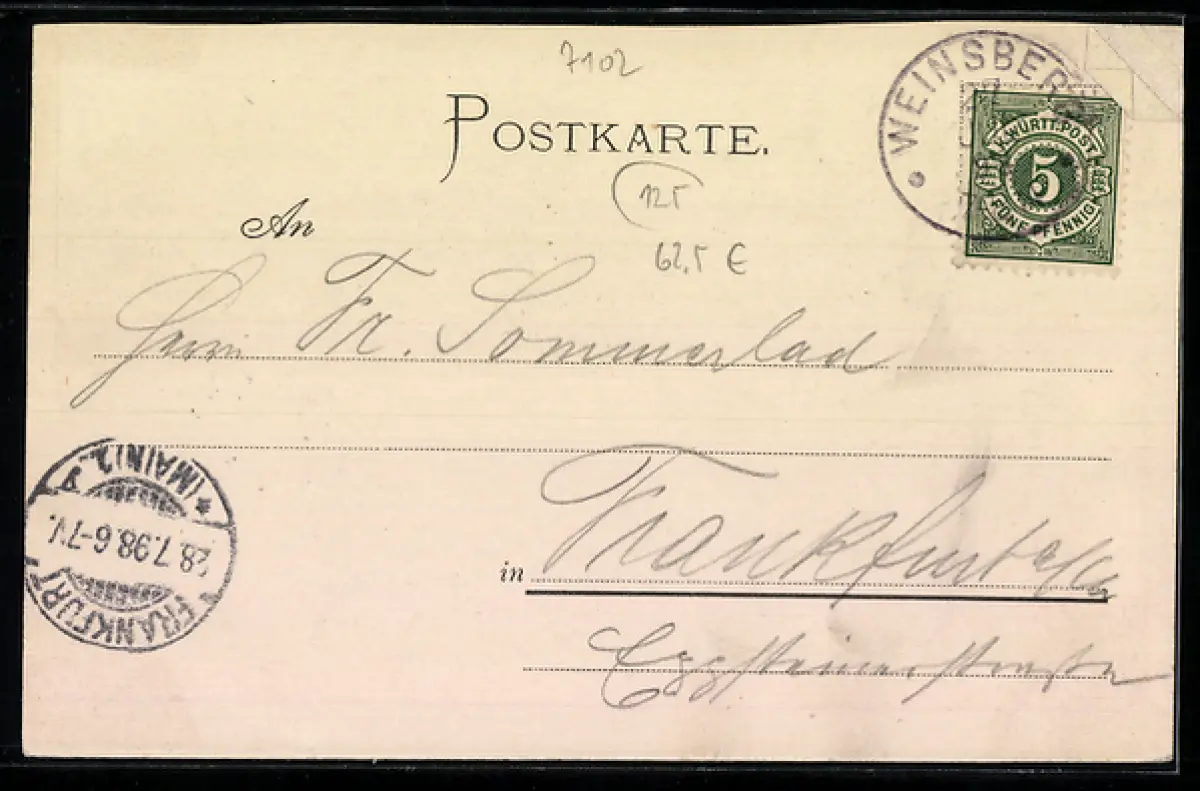 7102
POSTKARTE.
WEINSBERG
K. WÜRTT. POST
5
FÜNF PFENNIG
125
An
62,5 €
Herrn Fr. Sommerlad
(MAIN) 2.
28.7.98.6-7V.
FRANKFURT
in Frankfurt a/M